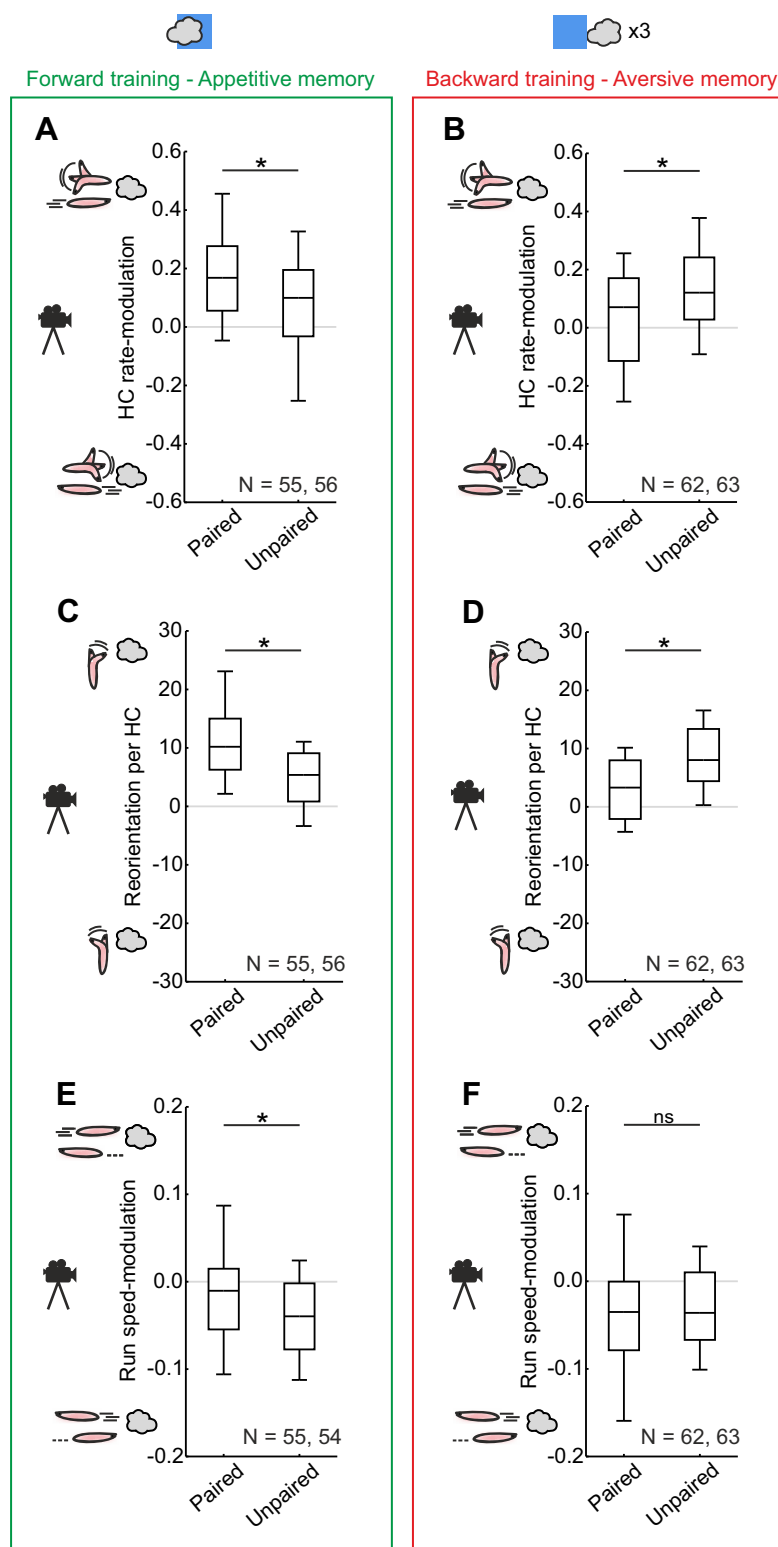 x3
Forward training - Appetitive memory
Backward training - Aversive memory
A
HC rate-modulation
0.6
0.4
0.2
0.0
-0.2
-0.4
-0.6
*
N = 55, 56
Paired
Unpaired
B
HC rate-modulation
0.6
0.4
0.2
0.0
-0.2
-0.4
-0.6
*
N = 62, 63
Paired
Unpaired
C
Reorientation per HC
30
20
10
0
-10
-20
-30
*
N = 55, 56
Paired
Unpaired
D
Reorientation per HC
30
20
10
0
-10
-20
-30
*
N = 62, 63
Paired
Unpaired
E
Run sped-modulation
0.2
0.1
0.0
-0.1
-0.2
*
N = 55, 54
Paired
Unpaired
F
Run speed-modulation
0.2
0.1
0.0
-0.1
-0.2
ns
N = 62, 63
Paired
Unpaired